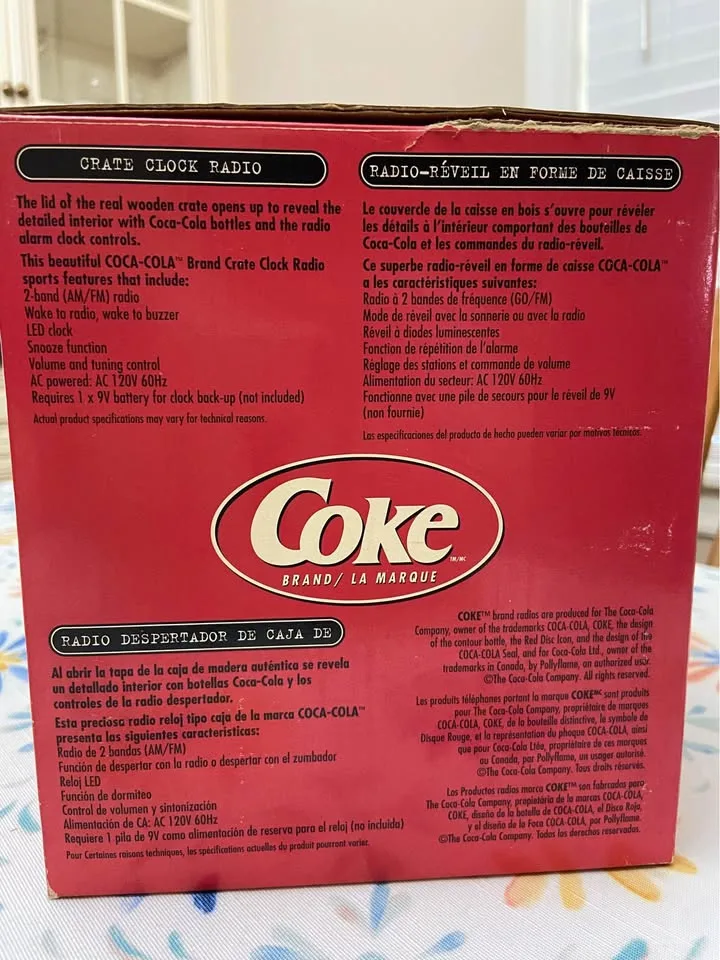 CRATE CLOCK RADIO
The lid of the real wooden crate opens up to reveal the
detailed interior with Coca-Cola bottles and the radio
alarm clock controls.
This beautiful COCA-COLA™ Brand Crate Clock Radio
sports features that include:
2-band (AM/FM) radio
Wake to radio, wake to buzzer
LED clock
Snooze function
Volume and tuning control
AC powered: AC 120V 60Hz
Requires 1 x 9V battery for clock back-up (not included)
Actual product specifications may vary for technical reasons.
RADIO-RÉVEIL EN FORME DE CAISSE
Le couvercle de la caisse en bois s'ouvre pour révéler
les détails à l'intérieur comportant des bouteilles de
Coca-Cola et les commandes du radio-réveil.
Ce superbe radio-réveil en forme de caisse COCA-COLA™
a les caractéristiques suivantes:
Radio à 2 bandes de fréquence (GO/FM)
Mode de réveil avec la sonnerie ou avec la radio
Réveil à diodes luminescentes
Fonction de répétition de l'alarme
Réglage des stations et commande de volume
Alimentation du secteur: AC 120V 60Hz
Fonctionne avec une pile de secours pour le réveil de 9V
(non fournie)
Las especificaciones del producto de hecho pueden variar por motivas técnicos.
Coke
TM/MC
BRAND/ LA MARQUE
RADIO DESPERTADOR DE CAJA DE
Al abrir la tapa de la caja de madera auténtica se revela
un detallado interior con botellas Coca-Cola y los
controles de la radio despertador.
Esta preciosa radio reloj tipo caja de la marca COCA-COLA™
presenta las siguientes características:
Radio de 2 bandas (AM/FM)
Función de despertar con la radio o despertar con el zumbador
Reloj LED
Función de dormiteo
Control de volumen y sintonización
Alimentación de CA: AC 120V 60Hz
Requiere 1 pila de 9V como alimentación de reserva para el reloj (no incluida)
Pour Certaines raisons techniques, les spécifications actuelles du produit pourront varier.
COKE™ brand radios are produced for The Coca-Cola
Company, owner of the trademarks COCA-COLA, COKE, the design
of the contour bottle, the Red Disc Icon, and the design of the
COCA-COLA Seal, and for Coca-Cola Ltd., owner of the
trademarks in Canada, by Pollyflame, an authorized user.
©The Coca-Cola Company. All rights reserved.
Les produits téléphones portant la marque COKEMC sont produits
pour The Coca-Cola Company, propriétaire de marques
COCA-COLA, COKE, de la bouteille distinctive, le symbole de
Disque Rouge, et la représentation du phoque COCA-COLA, ainsi
que pour Coca-Cola Ltée, propriétaire de ces marques
au Canada, par Pollyflame, un usager autorisé.
©The Coca-Cola Company. Tous droits réservés.
Los Productos radios marca COKE™ son fabrcados para
The Coca-Cola Company, propietária de la marcas COCA-COLA,
COKE, diseño de la botella de COCA-COLA, el Disco Rojo,
y el diseño de la Foca COCA-COLA, por Pollyflame.
©The Coca-Cola Company. Todos los derechos reservados.